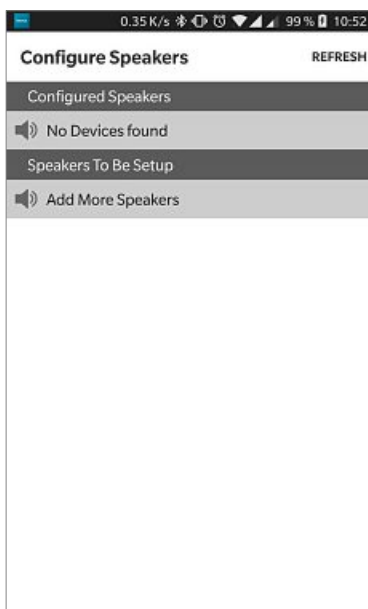 0.35 K/s 99 % 10:52
Configure Speakers REFRESH
Configured Speakers
No Devices found
Speakers To Be Setup
Add More Speakers